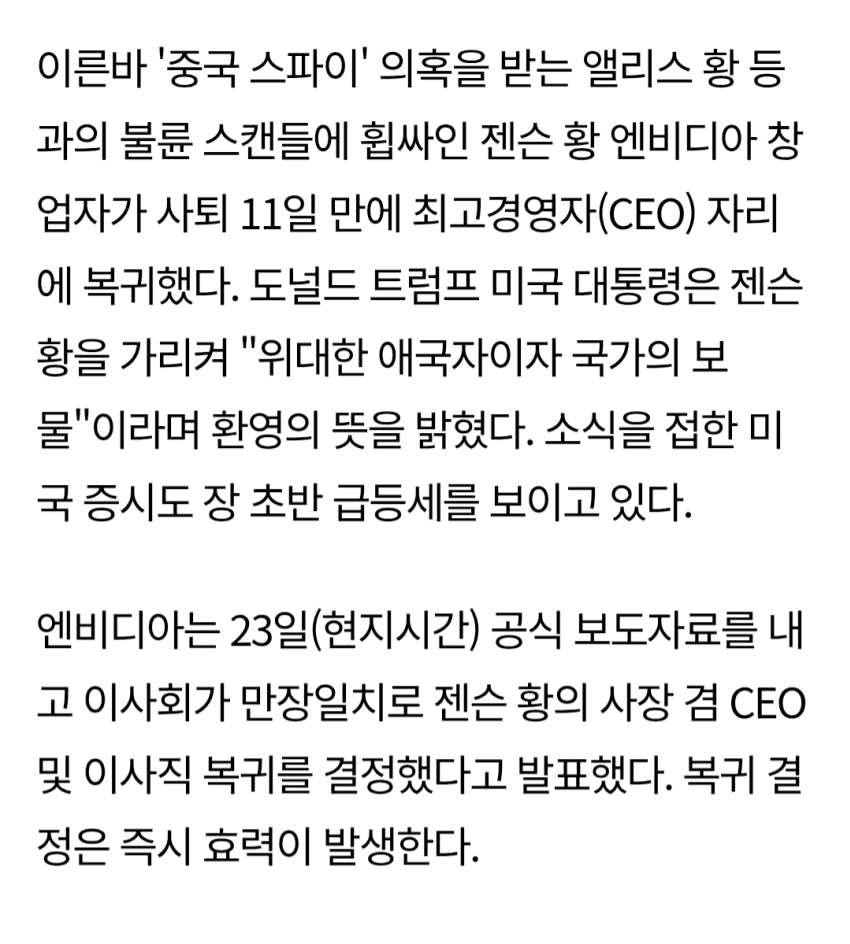 이른바 '중국 스파이' 의혹을 받는 앨리스 황 등
과의 불륜 스캔들에 휩싸인 젠슨 황 엔비디아 창
업자가 사퇴 11일 만에 최고경영자(CEO) 자리
에 복귀했다. 도널드 트럼프 미국 대통령은 젠슨
황을 가리켜 "위대한 애국자이자 국가의 보
물"이라며 환영의 뜻을 밝혔다. 소식을 접한 미
국 증시도 장 초반 급등세를 보이고 있다.
엔비디아는 23일(현지시간) 공식 보도자료를 내
고 이사회가 만장일치로 젠슨 황의 사장 겸 CEO
및 이사직 복귀를 결정했다고 발표했다. 복귀 결
정은 즉시 효력이 발생한다.